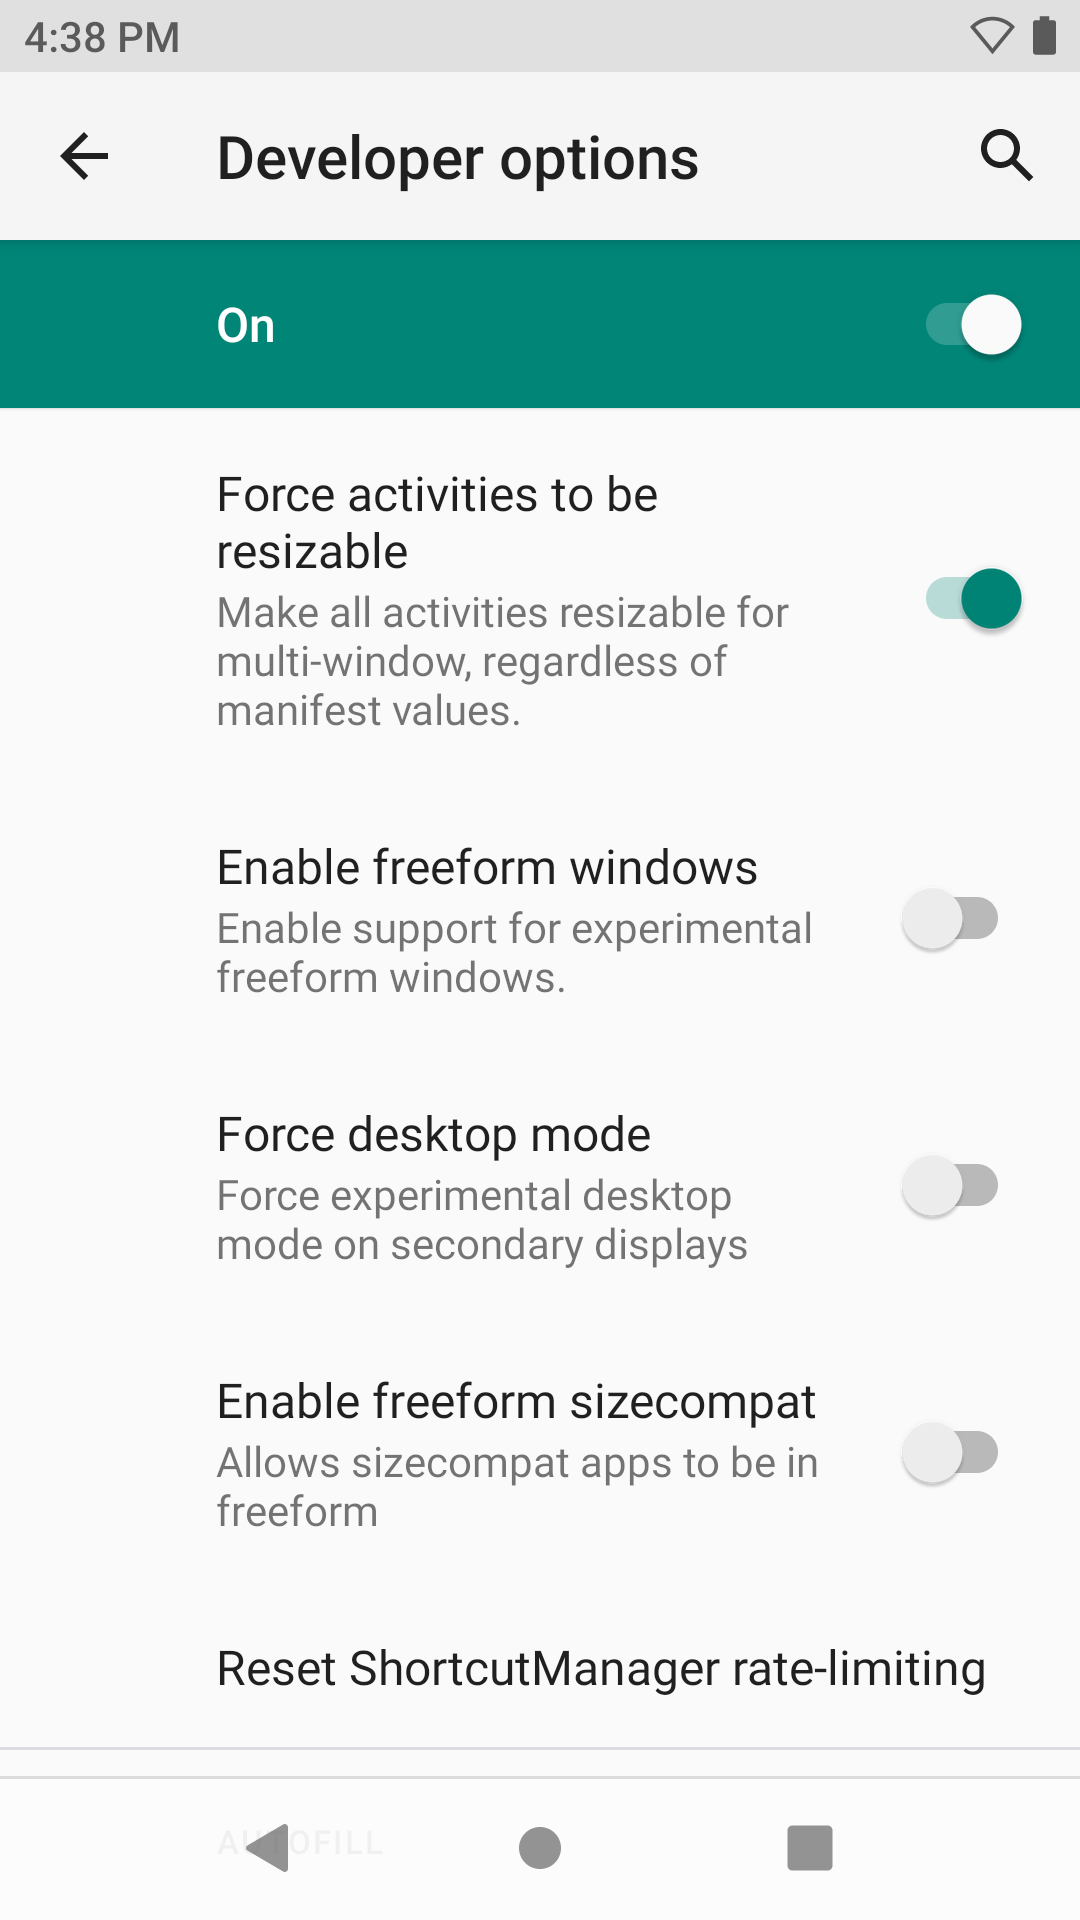 4:38 PM
Developer options
On
Force activities to be
resizable
Make all activities resizable for
multi-window, regardless of
manifest values.
Enable freeform windows
Enable support for experimental
freeform windows.
Force desktop mode
Force experimental desktop
mode on secondary displays
Enable freeform sizecompat
Allows sizecompat apps to be in
freeform
Reset ShortcutManager rate-limiting
AUTOFILL